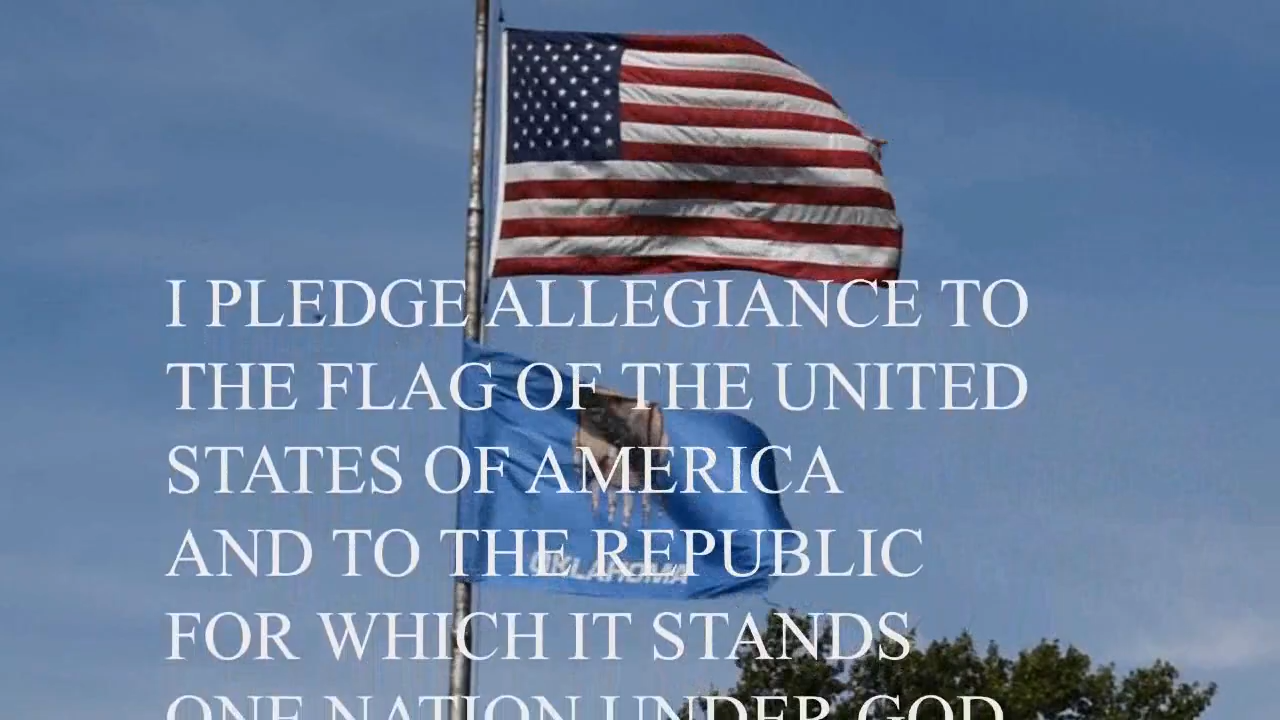 I PLEDGE ALLEGIANCE TO
THE FLAG OF THE UNITED
STATES OF AMERICA
AND TO THE REPUBLIC
OKLAHOMA
FOR WHICH IT STANDS
ONE NATION UNDER GOD